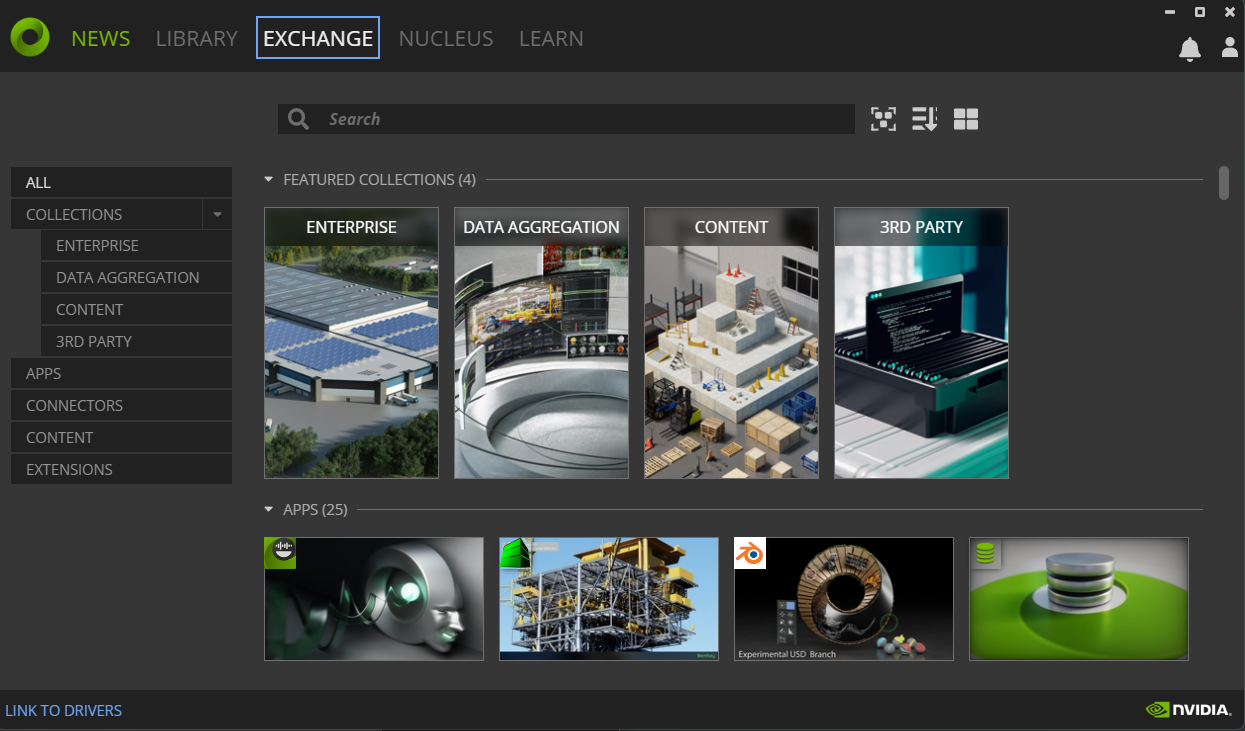 NEWS LIBRARY EXCHANGE NUCLEUS LEARN
Search
ALL
COLLECTIONS
ENTERPRISE
DATA AGGREGATION
CONTENT
3RD PARTY
APPS
CONNECTORS
CONTENT
EXTENSIONS
FEATURED COLLECTIONS (4)
ENTERPRISE
DATA AGGREGATION
CONTENT
3RD PARTY
APPS (25)
Bentley
Experimental USD Branch
LINK TO DRIVERS
NVIDIA.